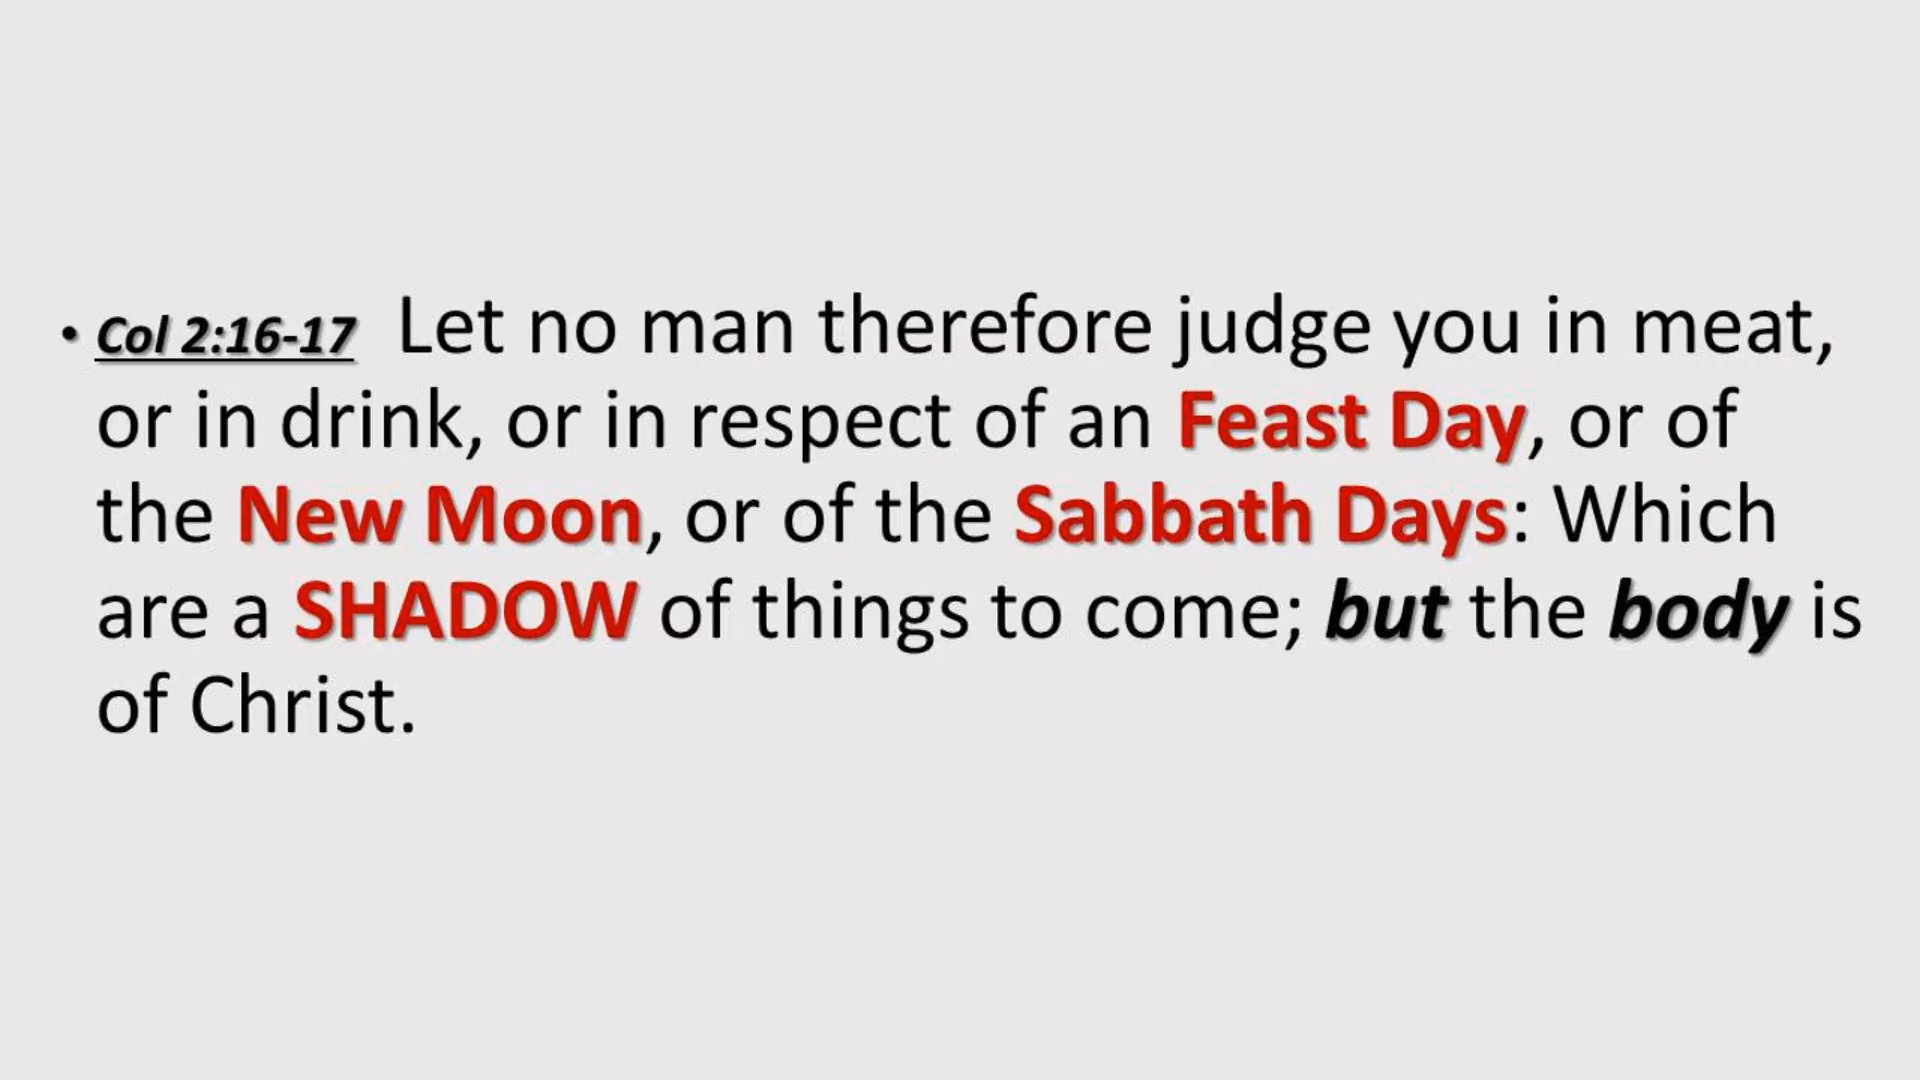 • Col 2:16-17 Let no man therefore judge you in meat,
or in drink, or in respect of an Feast Day, or of
the New Moon, or of the Sabbath Days: Which
are a SHADOW of things to come; but the body is
of Christ.